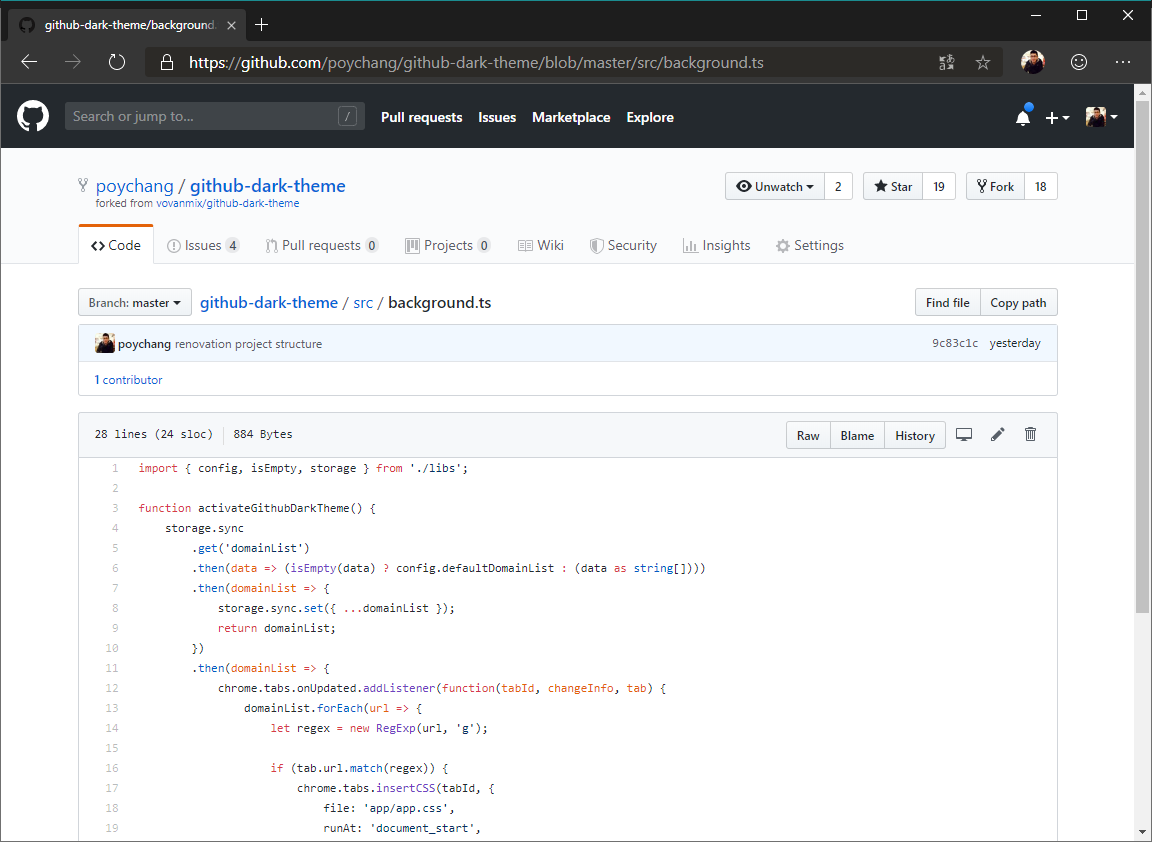 github-dark-theme/background.
https://github.com/poychang/github-dark-theme/blob/master/src/background.ts
Search or jump to... / Pull requests Issues Marketplace Explore
poychang / github-dark-theme Unwatch 2 Star 19 Fork 18
forked from vovanmix/github-dark-theme
Code Issues 4 Pull requests 0 Projects 0 Wiki Security Insights Settings
Branch: master github-dark-theme / src / background.ts Find file Copy path
poychang renovation project structure 9c83c1c yesterday
1 contributor
28 lines (24 sloc) 884 Bytes Raw Blame History
1 import { config, isEmpty, storage } from './libs';
2
3 function activateGithubDarkTheme() {
4 storage.sync
5 .get('domainList')
6 .then(data => (isEmpty(data) ? config.defaultDomainList : (data as string[])))
7 .then(domainList => {
8 storage.sync.set({ ...domainList });
9 return domainList;
10 })
11 .then(domainList => {
12 chrome.tabs.onUpdated.addListener(function(tabId, changeInfo, tab) {
13 domainList.forEach(url => {
14 let regex = new RegExp(url, 'g');
15
16 if (tab.url.match(regex)) {
17 chrome.tabs.insertCSS(tabId, {
18 file: 'app/app.css',
19 runAt: 'document_start',